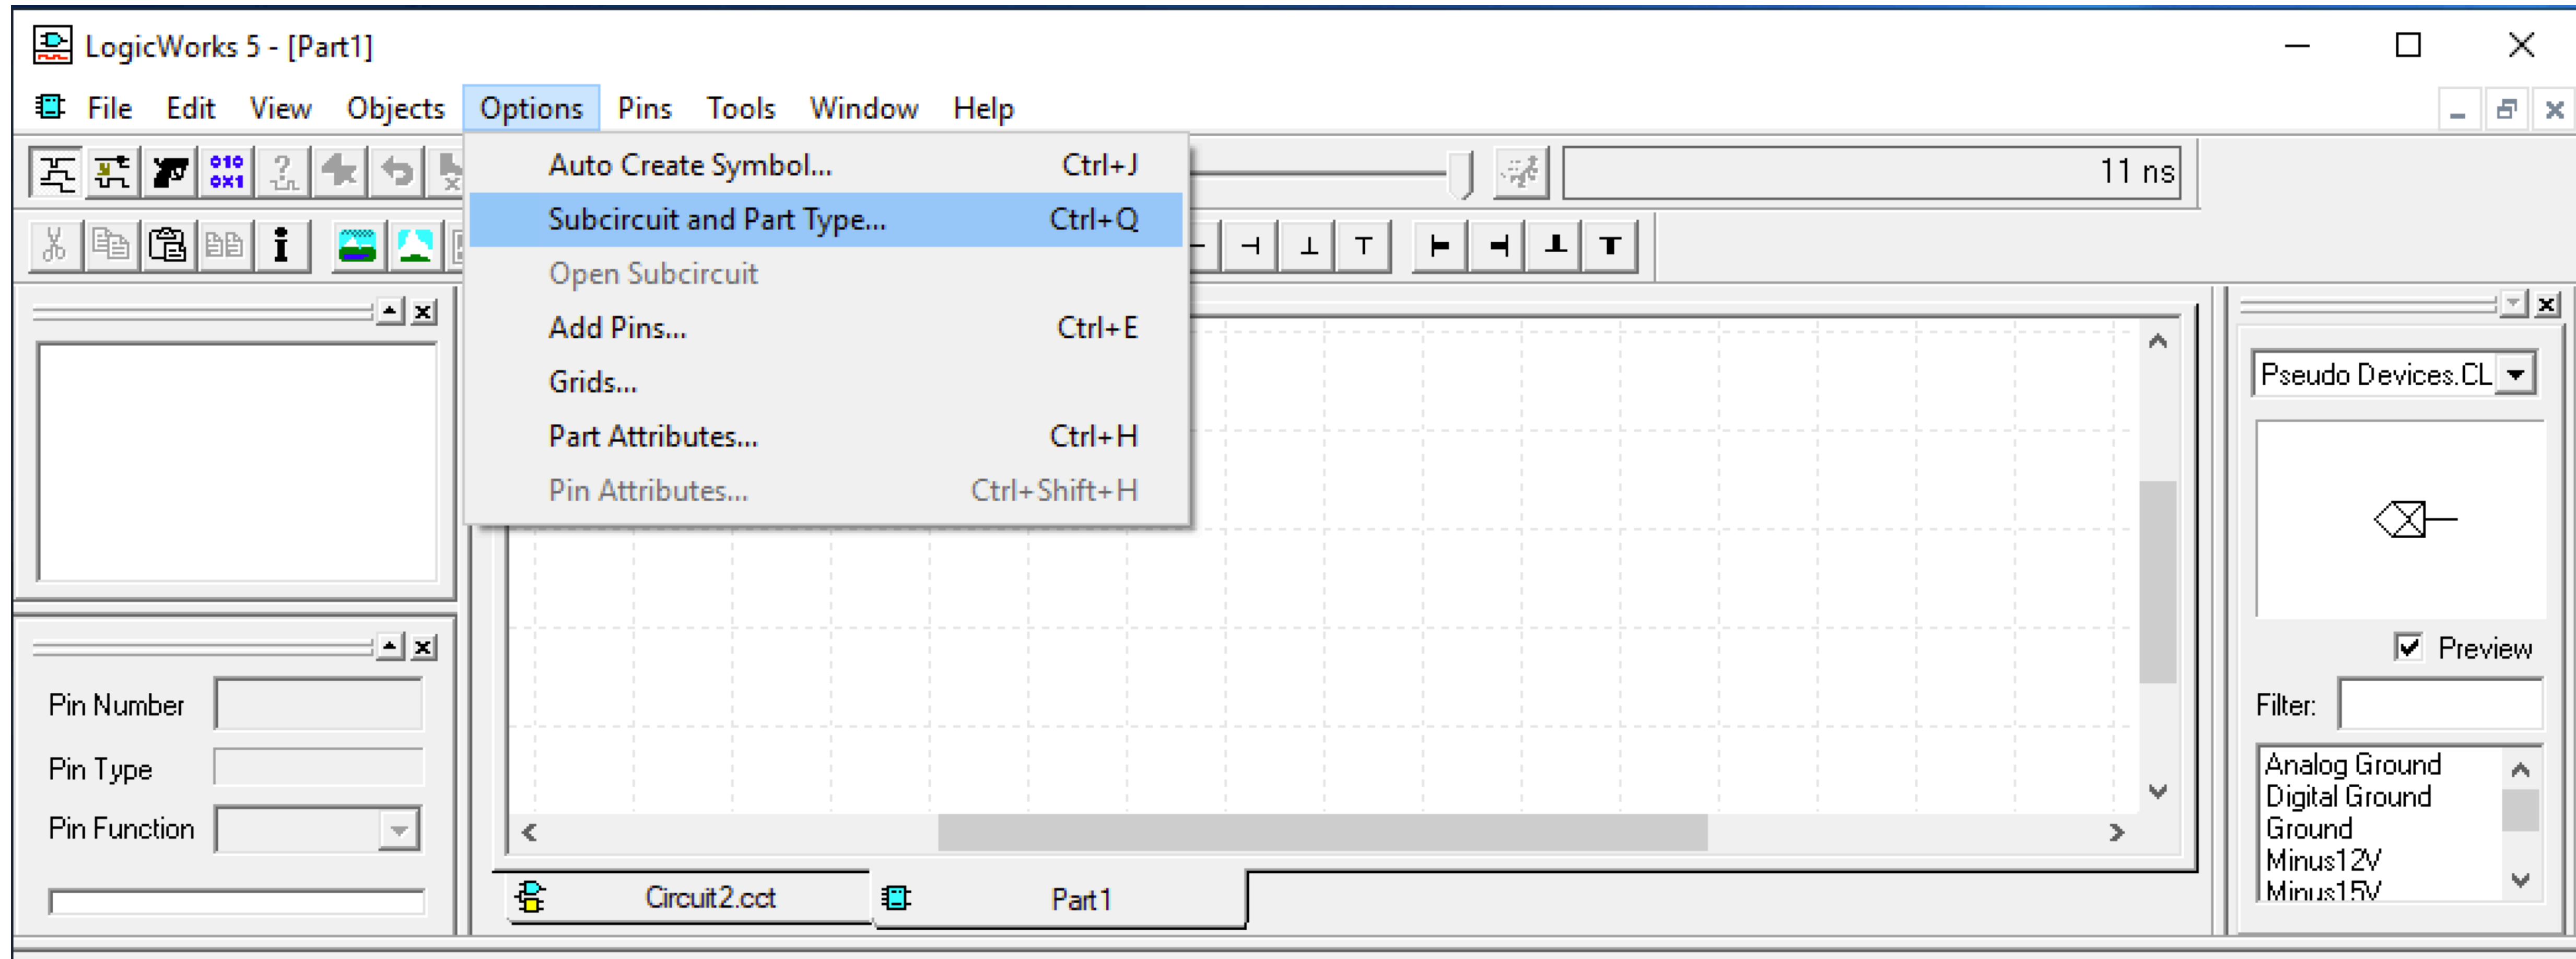 LogicWorks 5 - [Part1]
File Edit View Objects Options Pins Tools Window Help
Auto Create Symbol... Ctrl+J
Subcircuit and Part Type... Ctrl+Q
Open Subcircuit
Add Pins... Ctrl+E
Grids...
Part Attributes... Ctrl+H
Pin Attributes... Ctrl+Shift+H
010
0X1
?
11 ns
Pin Number
Pin Type
Pin Function
Circuit2.cct
Part1
Pseudo Devices.CL
Preview
Filter:
Analog Ground
Digital Ground
Ground
Minus12V
Minus15V